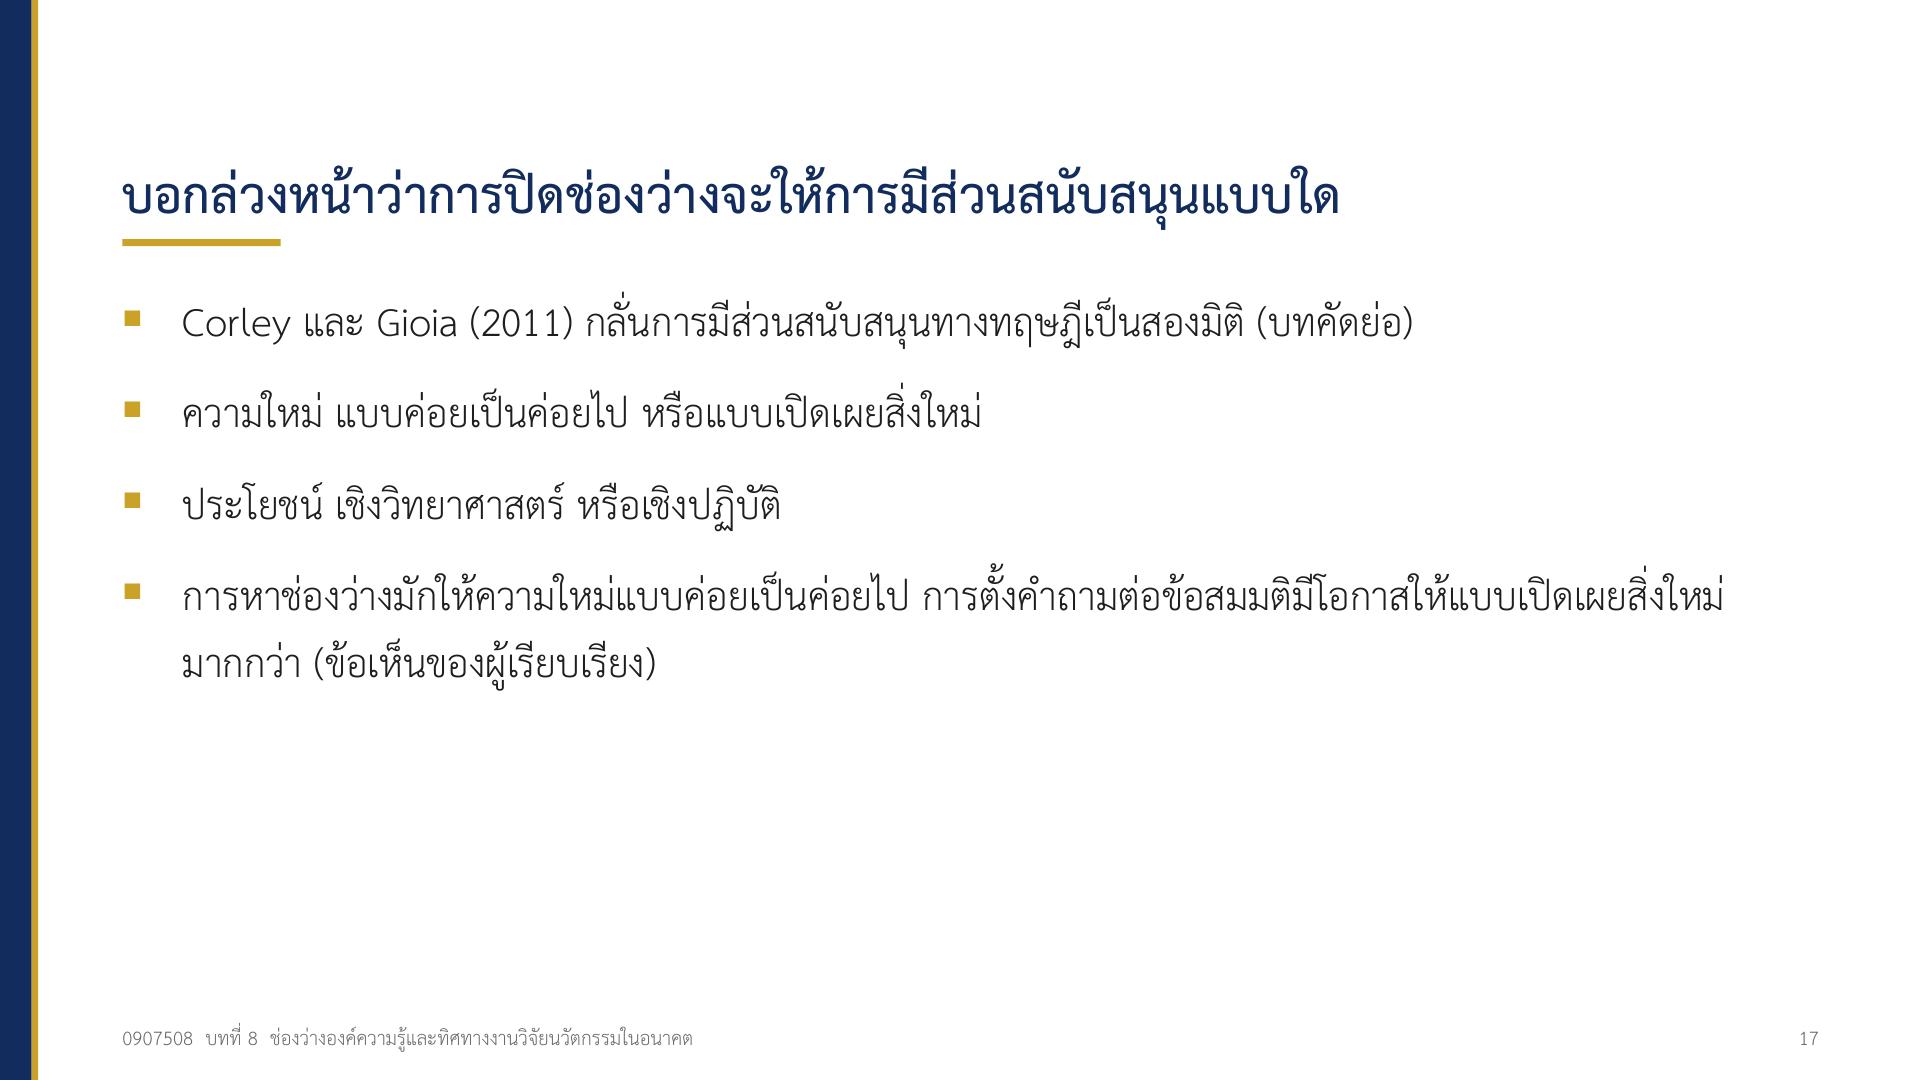 บอกล่วงหน้าว่าการปิดช่องว่างจะให้การมีส่วนสนับสนุนแบบใด
Corley และ Gioia (2011) กลั่นการมีส่วนสนับสนุนทางทฤษฎีเป็นสองมิติ (บทคัดย่อ)
ความใหม่ แบบค่อยเป็นค่อยไป หรือแบบเปิดเผยสิ่งใหม่
ประโยชน์ เชิงวิทยาศาสตร์ หรือเชิงปฏิบัติ
การหาช่องว่างมักให้ความใหม่แบบค่อยเป็นค่อยไป การตั้งคำถามต่อข้อสมมติมีโอกาสให้แบบเปิดเผยสิ่งใหม่
มากกว่า (ข้อเห็นของผู้เรียบเรียง)
0907508 บทที่ 8 ช่องว่างองค์ความรู้และทิศทางงานวิจัยนวัตกรรมในอนาคต
17